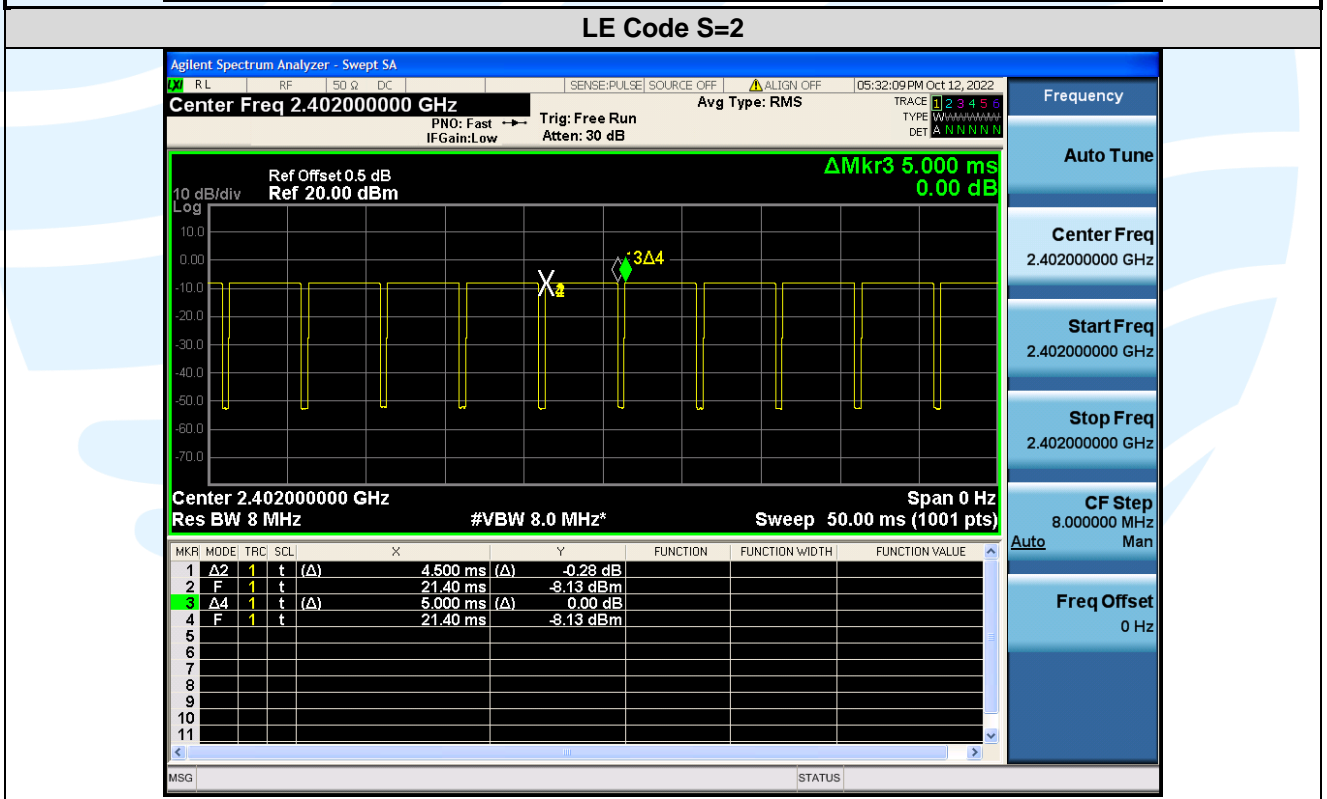 LE Code S=2
Agilent Spectrum Analyzer - Swept SA
LXI RL RF 50 Ω DC SENSE:PULSE SOURCE OFF ALIGN OFF 05:32:09 PM Oct 12, 2022
Center Freq 2.402000000 GHz
PNO: Fast
IFGain:Low
Trig: Free Run
Atten: 30 dB
Avg Type: RMS
TRACE 1 2 3 4 5 6
TYPE WWWWWW
DET A N N N N N
ΔMkr3 5.000 ms
0.00 dB
Ref Offset 0.5 dB
10 dB/div Ref 20.00 dBm
Log
10.0
0.00
-10.0
-20.0
-30.0
-40.0
-50.0
-60.0
-70.0
3Δ4
Center 2.402000000 GHz Span 0 Hz
Res BW 8 MHz #VBW 8.0 MHz* Sweep 50.00 ms (1001 pts)
MKR MODE TRC SCL X Y FUNCTION FUNCTION WIDTH FUNCTION VALUE
1 Δ2 1 t (Δ) 4.500 ms (Δ) -0.28 dB
2 F 1 t 21.40 ms -8.13 dBm
3 Δ4 1 t (Δ) 5.000 ms (Δ) 0.00 dB
4 F 1 t 21.40 ms -8.13 dBm
5
6
7
8
9
10
11
MSG STATUS
Frequency
Auto Tune
Center Freq
2.402000000 GHz
Start Freq
2.402000000 GHz
Stop Freq
2.402000000 GHz
CF Step
8.000000 MHz
Auto Man
Freq Offset
0 Hz